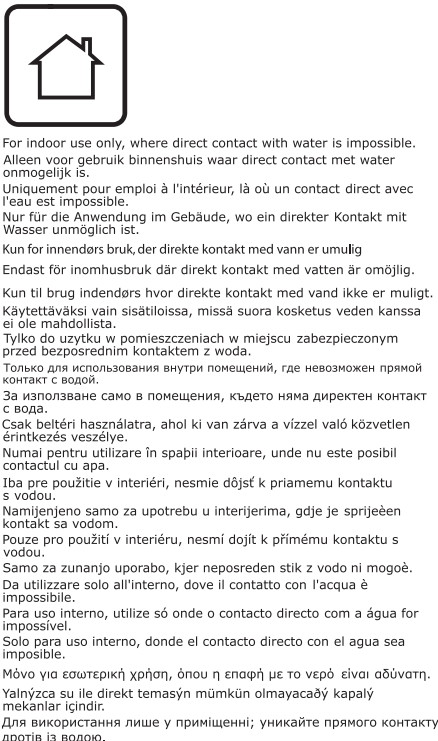 For indoor use only, where direct contact with water is impossible.
Alleen voor gebruik binnenshuis waar direct contact met water
onmogelijk is.
Uniquement pour emploi à l'intérieur, là où un contact direct avec
l'eau est impossible.
Nur für die Anwendung im Gebäude, wo ein direkter Kontakt mit
Wasser unmöglich ist.
Kun for innendørs bruk, der direkte kontakt med vann er umulig
Endast för inomhusbruk där direkt kontakt med vatten är omöjlig.
Kun til brug indendørs hvor direkte kontakt med vand ikke er muligt.
Käytettäväksi vain sisätiloissa, missä suora kosketus veden kanssa
ei ole mahdollista.
Tylko do uzytku w pomieszczeniach w miejscu zabezpieczonym
przed bezposrednim kontaktem z woda.
Только для использования внутри помещений, где невозможен прямой
контакт с водой.
За използване само в помещения, където няма директен контакт
с вода.
Csak beltéri használatra, ahol ki van zárva a vízzel való közvetlen
érintkezés veszélye.
Numai pentru utilizare în spaþii interioare, unde nu este posibil
contactul cu apa.
Iba pre použitie v interiéri, nesmie dôjsť k priamemu kontaktu
s vodou.
Namijenjeno samo za upotrebu u interijerima, gdje je sprijeèen
kontakt sa vodom.
Pouze pro použití v interiéru, nesmí dojít k přímému kontaktu s
vodou.
Samo za zunanjo uporabo, kjer neposreden stik z vodo ni mogoè.
Da utilizzare solo all'interno, dove il contatto con l'acqua è
impossibile.
Para uso interno, utilize só onde o contacto directo com a água for
impossível.
Solo para uso interno, donde el contacto directo con el agua sea
imposible.
Μόνο για εσωτερική χρήση, όπου η επαφή με το νερό είναι αδύνατη.
Yalnýzca su ile direkt temasýn mümkün olmayacaðý kapalý
mekanlar içindir.
Для використання лише у приміщенні; уникайте прямого контакту
дротів із водою.